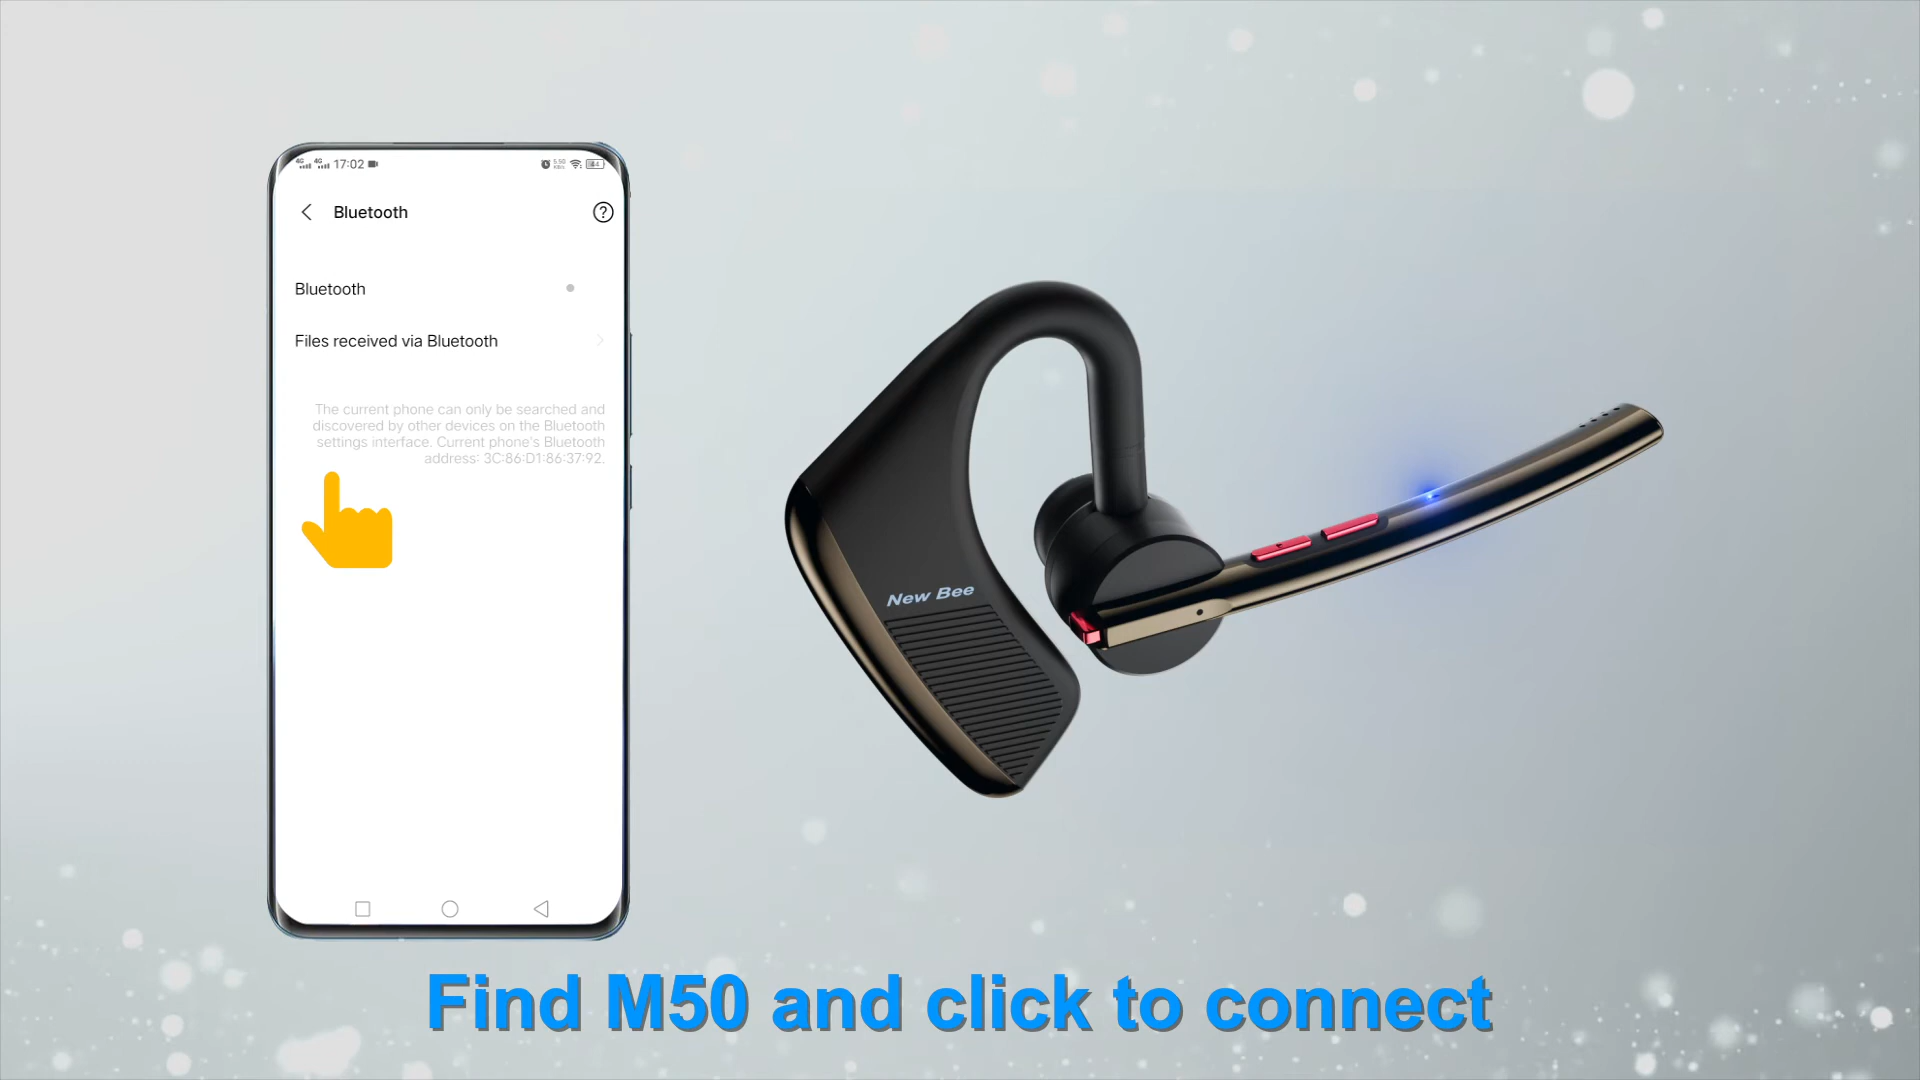 4G 4G 17:02
Bluetooth
Bluetooth
Files received via Bluetooth
The current phone can only be searched and
discovered by other devices on the Bluetooth
settings interface. Current phone's Bluetooth
address: 3C:86:D1:86:37:92.
New Bee
Find M50 and click to connect